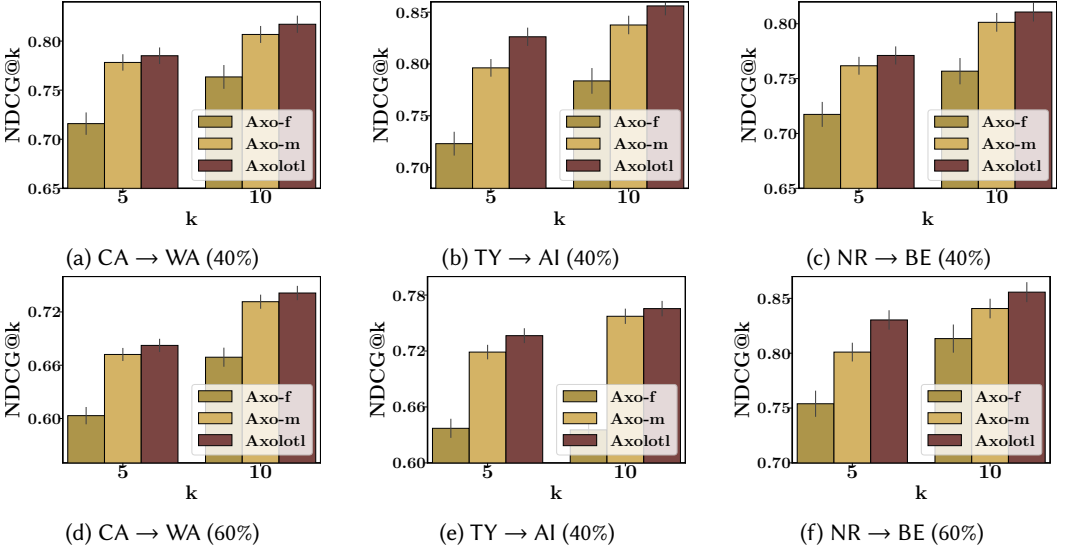 NDCG@k
0.80
0.75
0.70
0.65
5
10
k
Axo-f
Axo-m
Axolotl
(a) CA → WA (40%)
NDCG@k
0.85
0.80
0.75
0.70
5
10
k
Axo-f
Axo-m
Axolotl
(b) TY → AI (40%)
NDCG@k
0.80
0.75
0.70
0.65
5
10
k
Axo-f
Axo-m
Axolotl
(c) NR → BE (40%)
NDCG@k
0.72
0.66
0.60
5
10
k
Axo-f
Axo-m
Axolotl
(d) CA → WA (60%)
NDCG@k
0.78
0.72
0.66
0.60
5
10
k
Axo-f
Axo-m
Axolotl
(e) TY → AI (40%)
NDCG@k
0.85
0.80
0.75
0.70
5
10
k
Axo-f
Axo-m
Axolotl
(f) NR → BE (60%)